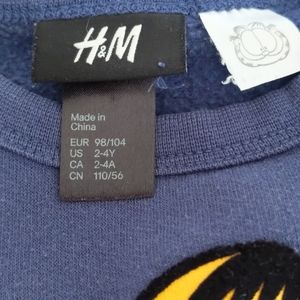 H&M
Made in
China
EUR 98/104
US 2-4Y
CA 2-4A
CN 110/56